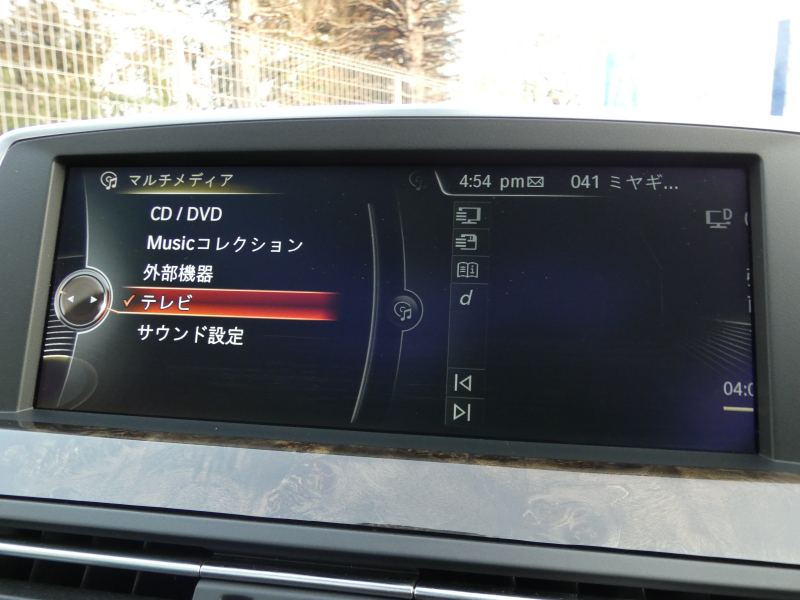 マルチメディア
4:54 pm
041 ミヤギ...
CD / DVD
Musicコレクション
外部機器
テレビ
サウンド設定
d
D